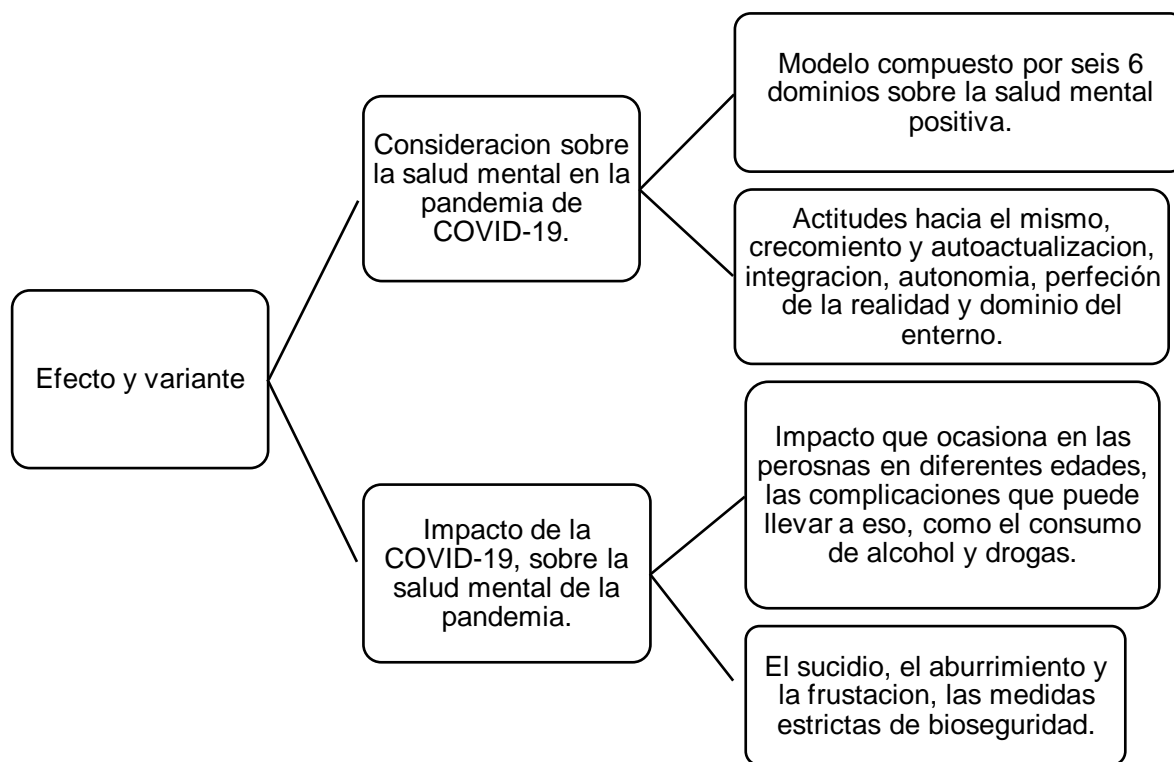 Efecto y variante
Consideracion sobre
la salud mental en la
pandemia de
COVID-19.
Modelo compuesto por seis 6
dominios sobre la salud mental
positiva.
Actitudes hacia el mismo,
crecomiento y autoactualizacion,
integracion, autonomia, perfeción
de la realidad y dominio del
enterno.
Impacto de la
COVID-19, sobre la
salud mental de la
pandemia.
Impacto que ocasiona en las
perosnas en diferentes edades,
las complicaciones que puede
llevar a eso, como el consumo
de alcohol y drogas.
El sucidio, el aburrimiento y
la frustacion, las medidas
estrictas de bioseguridad.